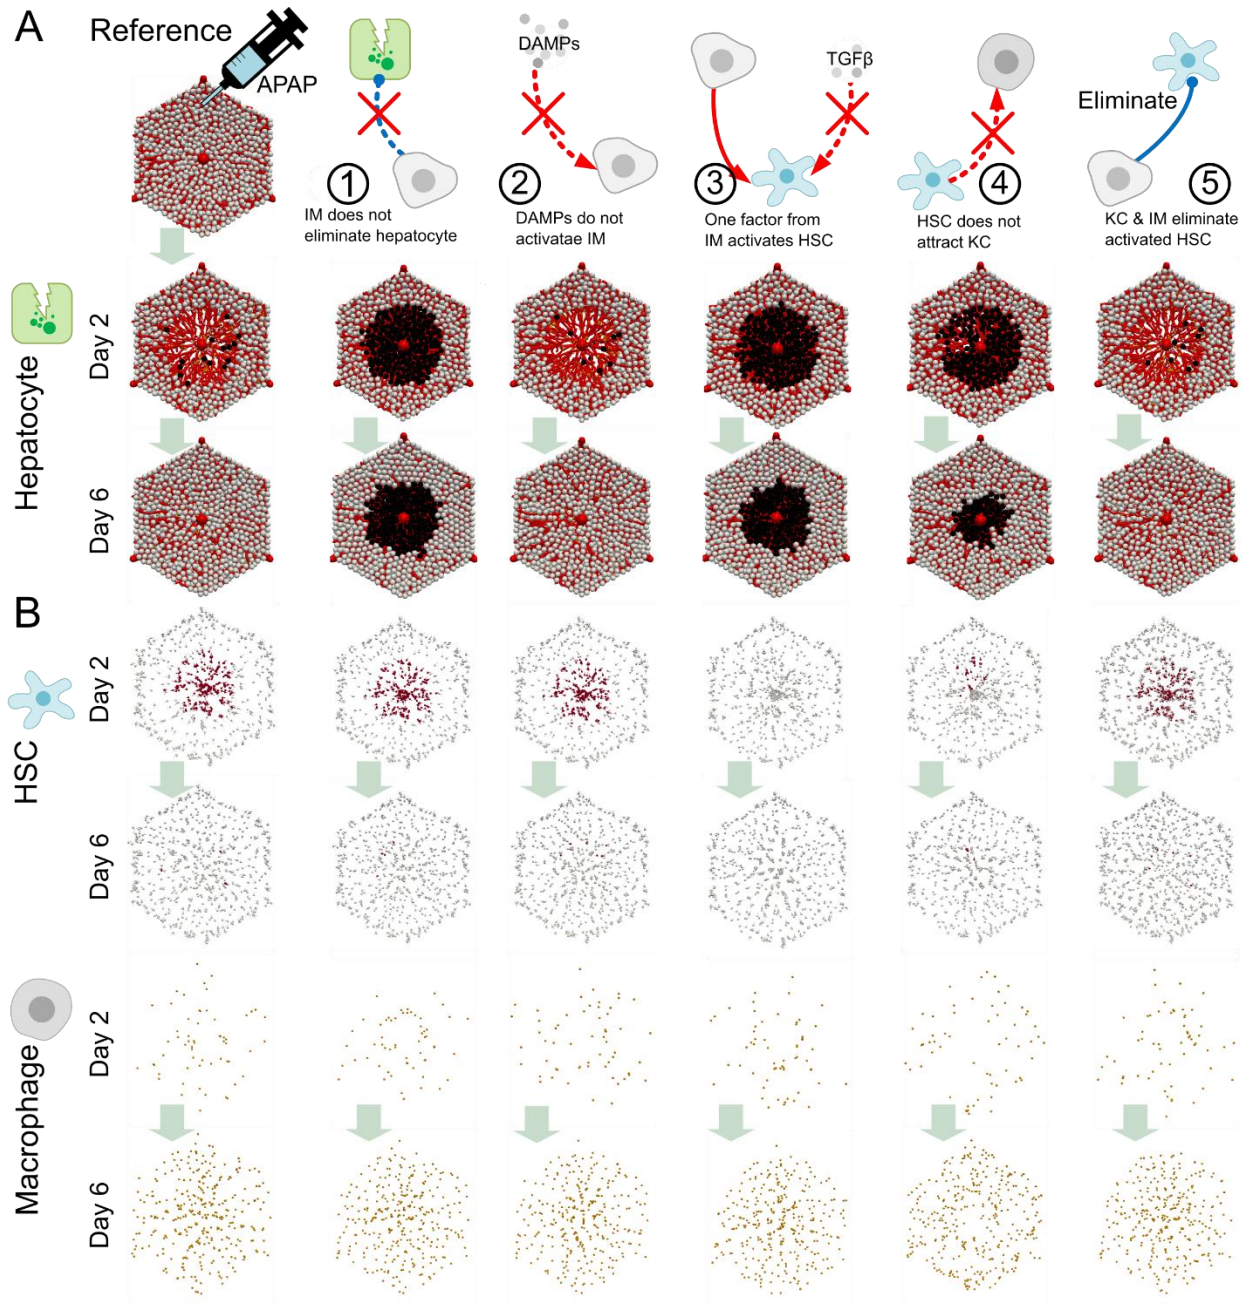 A
Reference
APAP
DAMPs
TGFβ
Eliminate
1
2
3
4
5
IM does not
eliminate hepatocyte
DAMPs do not
activatae IM
One factor from
IM activates HSC
HSC does not
attract KC
KC & IM eliminate
activated HSC
Hepatocyte
Day 2
Day 6
B
HSC
Day 2
Day 6
Macrophage
Day 2
Day 6